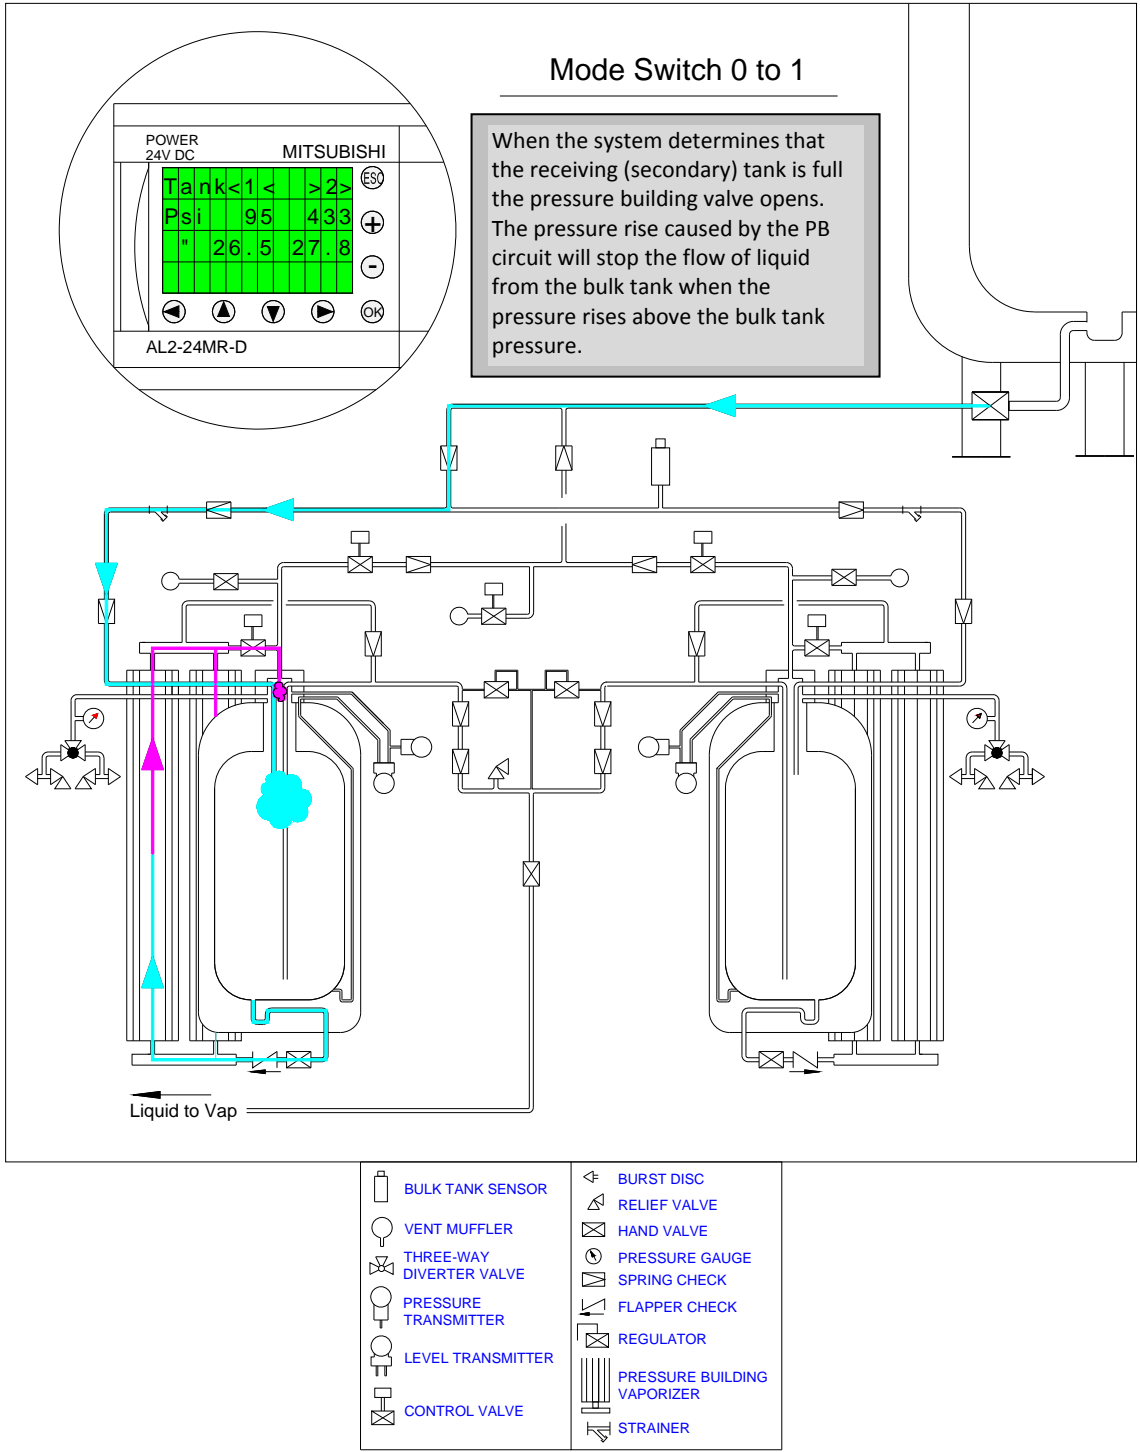 Mode Switch 0 to 1
When the system determines that
the receiving (secondary) tank is full
the pressure building valve opens.
The pressure rise caused by the PB
circuit will stop the flow of liquid
from the bulk tank when the
pressure rises above the bulk tank
pressure.
POWER
24V DC
MITSUBISHI
Tank<1< >2>
Psi 95 433
" 26.5 27.8
ESC
+
-
OK
AL2-24MR-D
Liquid to Vap
BULK TANK SENSOR
VENT MUFFLER
THREE-WAY
DIVERTER VALVE
PRESSURE
TRANSMITTER
LEVEL TRANSMITTER
CONTROL VALVE
BURST DISC
RELIEF VALVE
HAND VALVE
PRESSURE GAUGE
SPRING CHECK
FLAPPER CHECK
REGULATOR
PRESSURE BUILDING
VAPORIZER
STRAINER